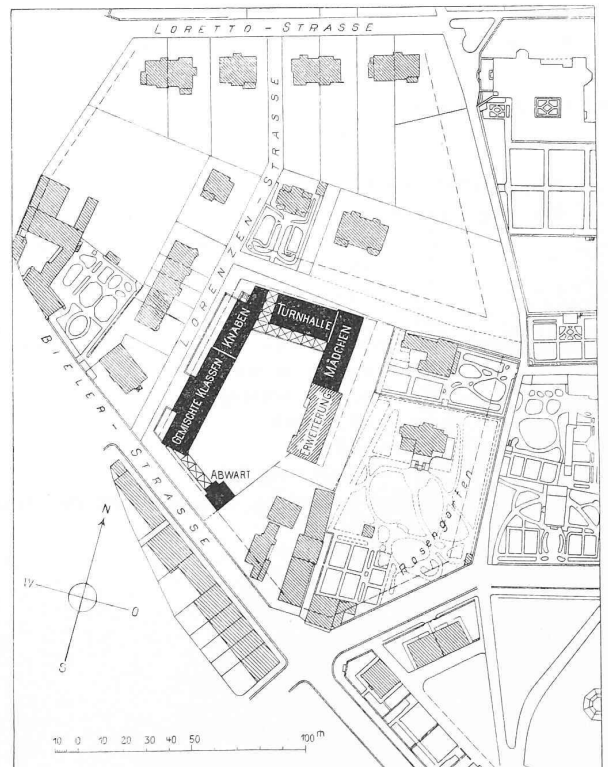 LORETTO-STRASSE
LORENZEN-STRASSE
BIELER-STRASSE
GEMISCHTE KLASSEN
KNABEN
TURNHALLE
MÄDCHEN
ERWEITERUNG
ABWART
Rosengarten
N
W
O
S
10 0 10 20 30 40 50 100 m